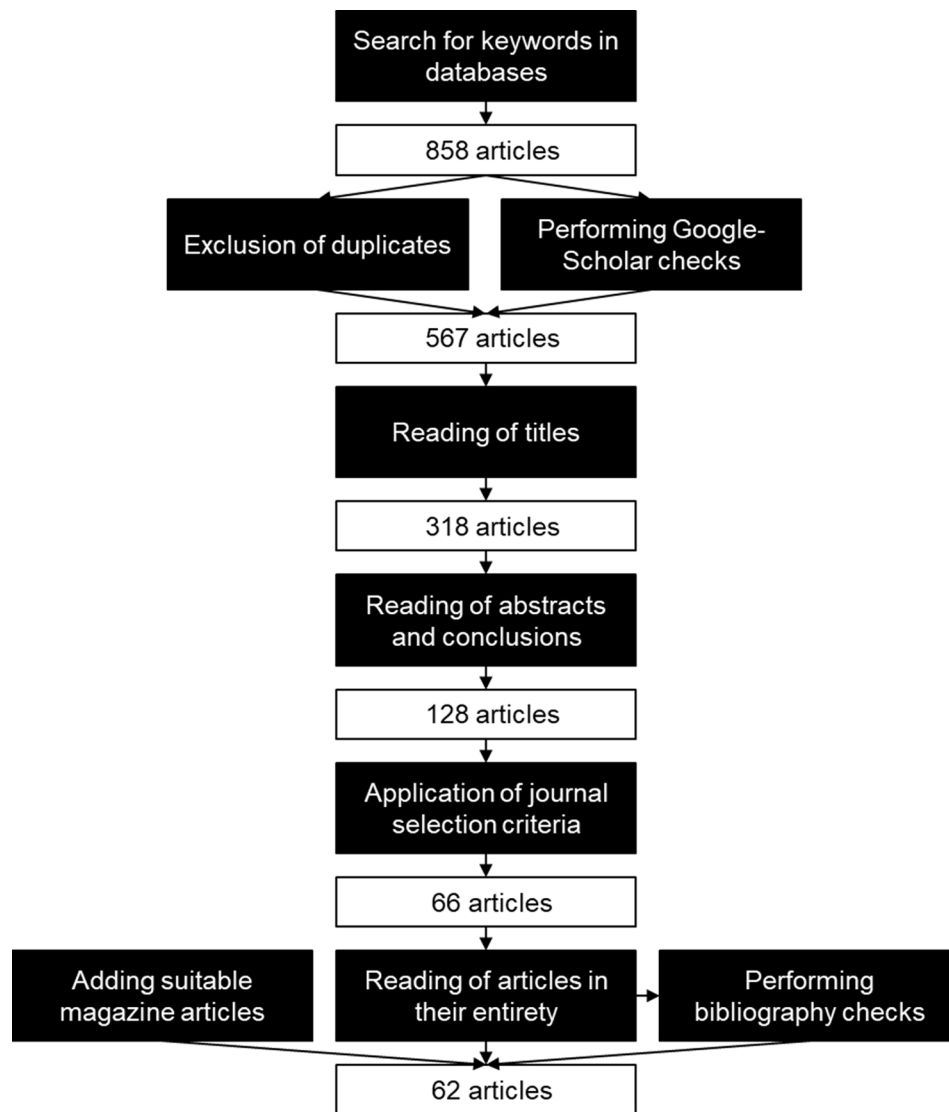 Search for keywords in
databases
858 articles
Exclusion of duplicates
Performing Google-
Scholar checks
567 articles
Reading of titles
318 articles
Reading of abstracts
and conclusions
128 articles
Application of journal
selection criteria
66 articles
Adding suitable
magazine articles
Reading of articles in
their entirety
Performing
bibliography checks
62 articles